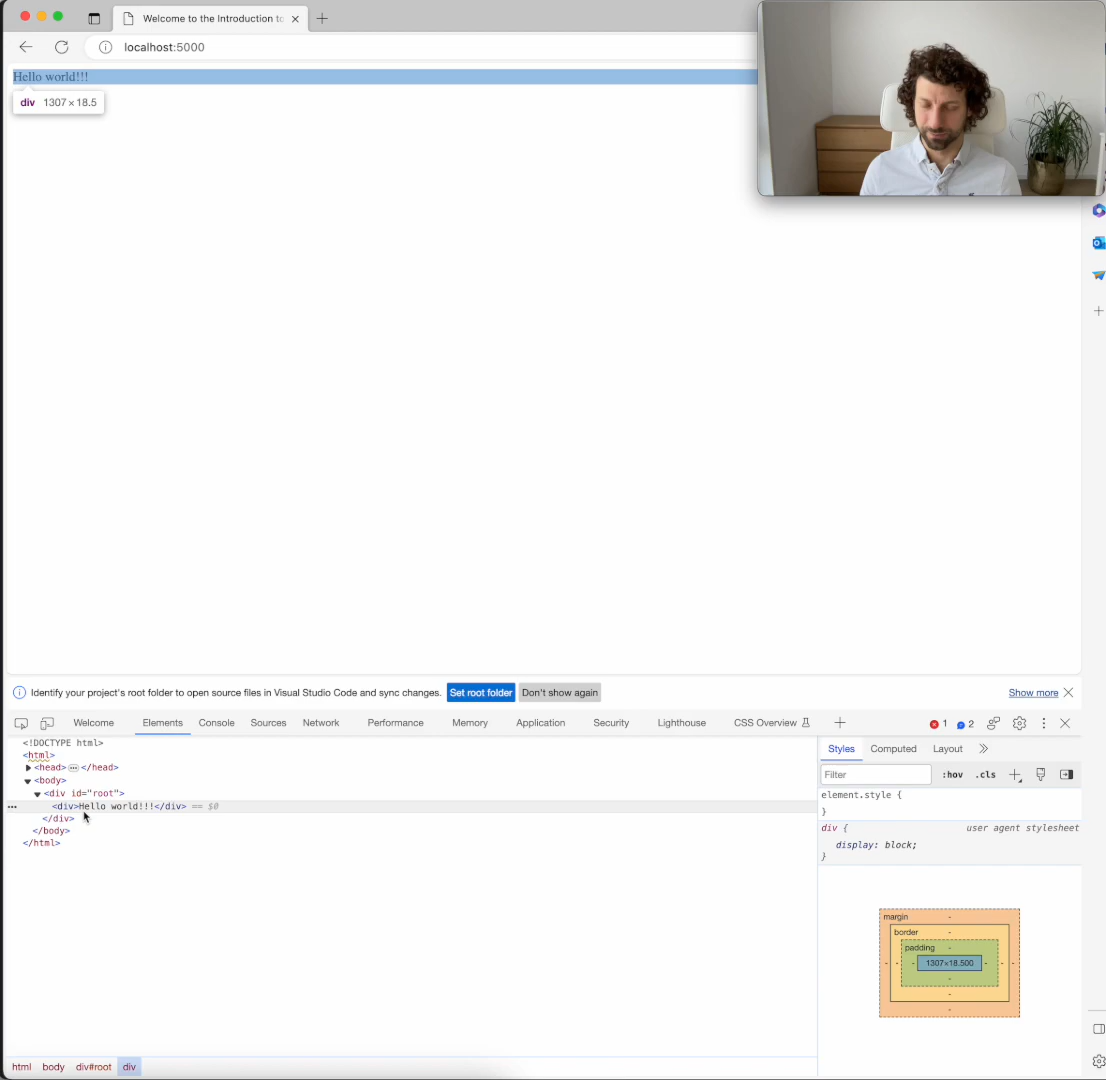 Welcome to the Introduction to
localhost:5000
Hello world!!!
div 1307 × 18.5
Identify your project's root folder to open source files in Visual Studio Code and sync changes. Set root folder Don't show again Show more
Welcome Elements Console Sources Network Performance Memory Application Security Lighthouse CSS Overview 1 2
<!DOCTYPE html>
<html>
<head> ••• </head>
<body>
<div id="root">
••• <div>Hello world!!!</div> == $0
</div>
</body>
</html>
Styles Computed Layout
Filter :hov .cls
element.style {
}
div { user agent stylesheet
display: block;
}
margin -
border -
padding -
- - - 1307×18.500 - - -
-
-
-
html body div#root div